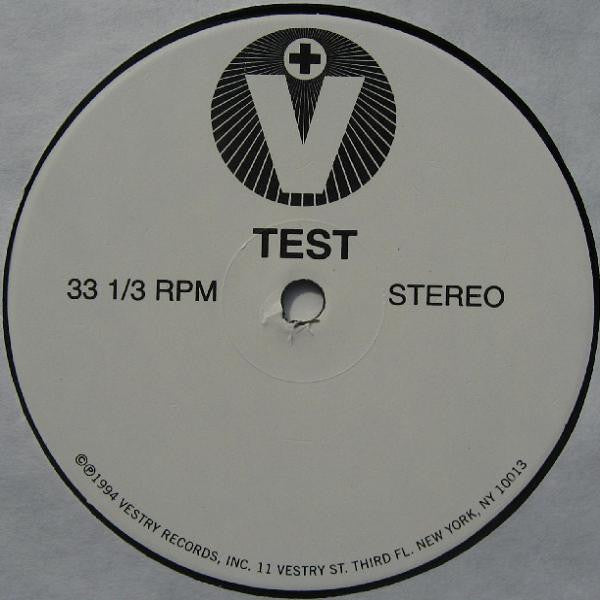 V
TEST
33 1/3 RPM
STEREO
©℗1994 VESTRY RECORDS, INC. 11 VESTRY ST. THIRD FL. NEW YORK, NY 10013